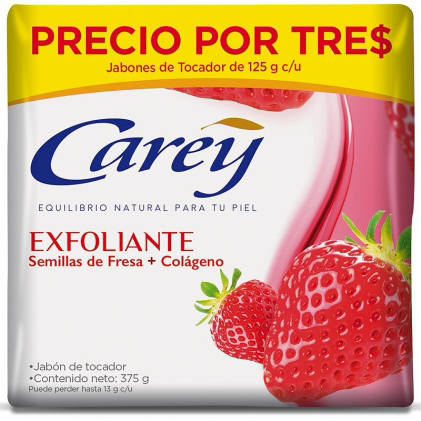 PRECIO POR TRE$
Jabones de Tocador de 125 g c/u
Carey
EQUILIBRIO NATURAL PARA TU PIEL
EXFOLIANTE
Semillas de Fresa + Colágeno
•Jabón de tocador
•Contenido neto: 375 g
Puede perder hasta 13 g c/u